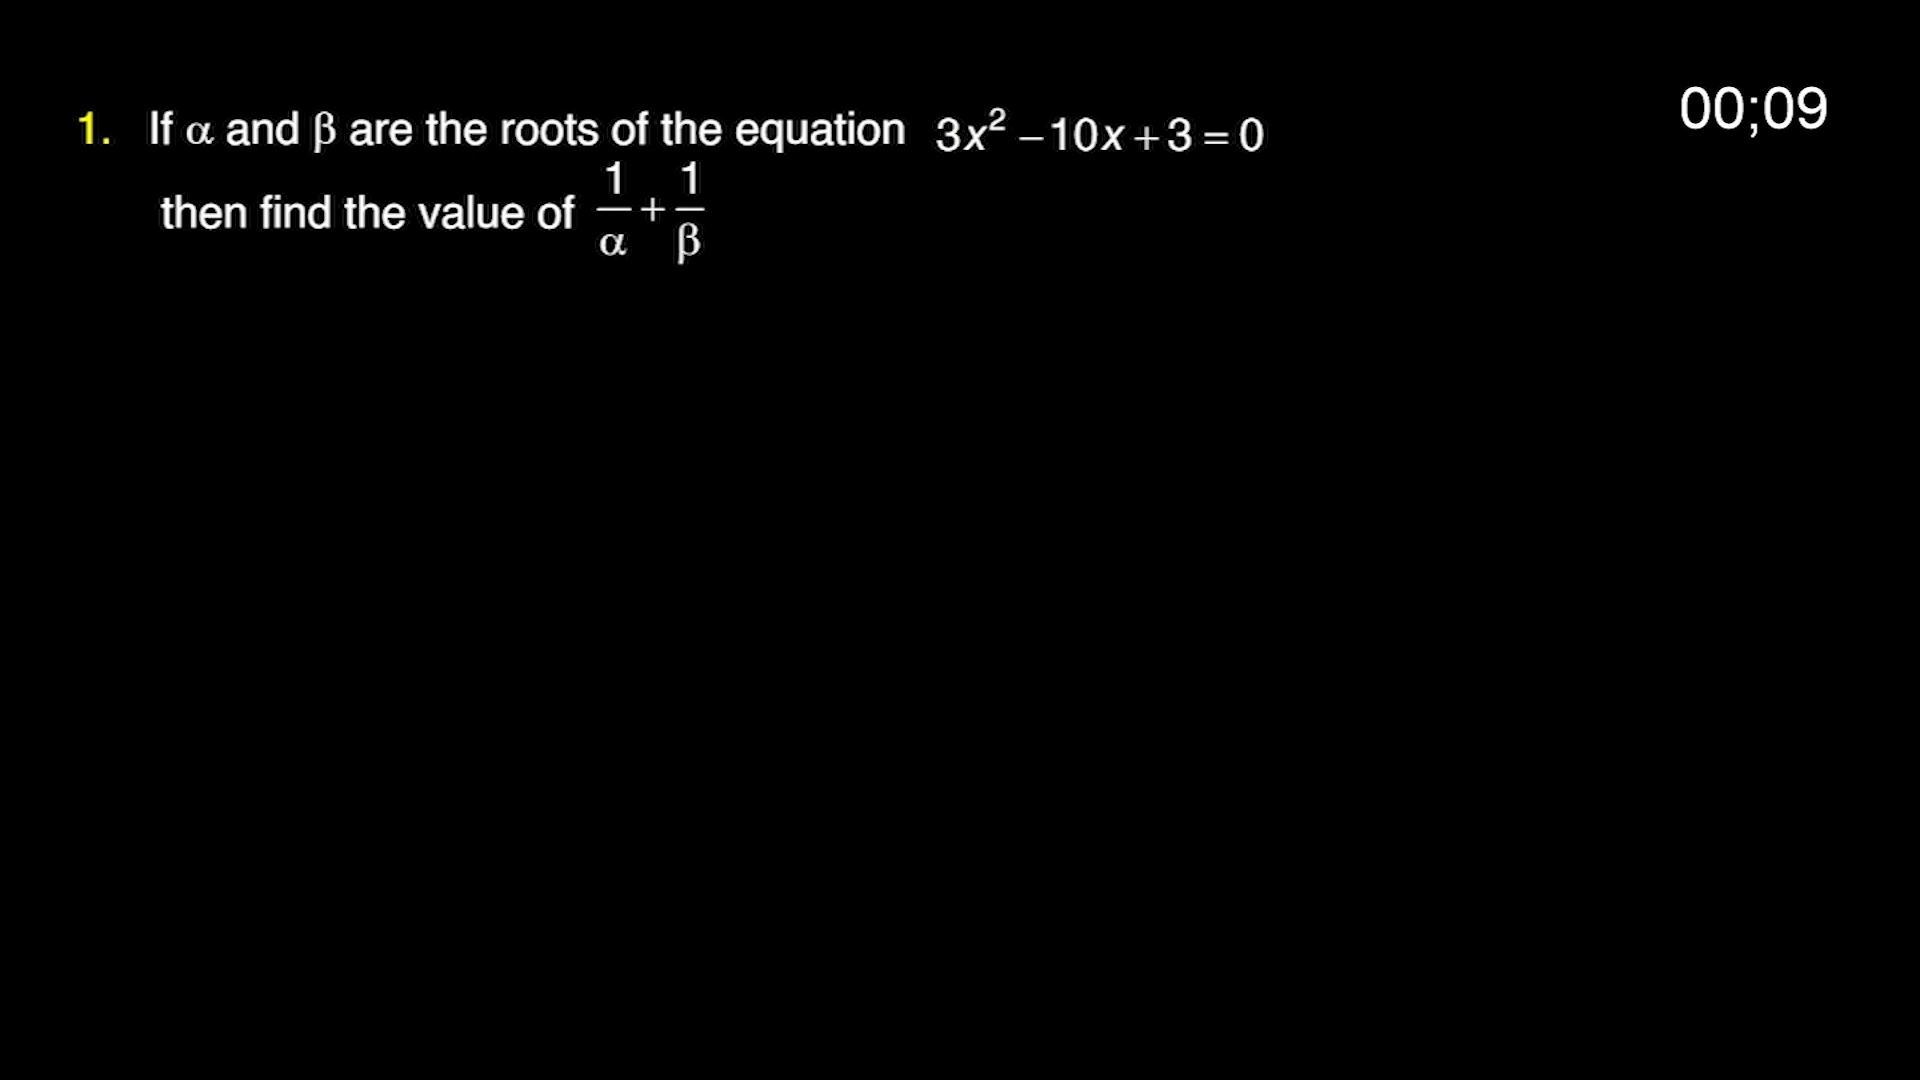 1. If α and β are the roots of the equation 3x² – 10x + 3 = 0
00;09
then find the value of 1/α + 1/β